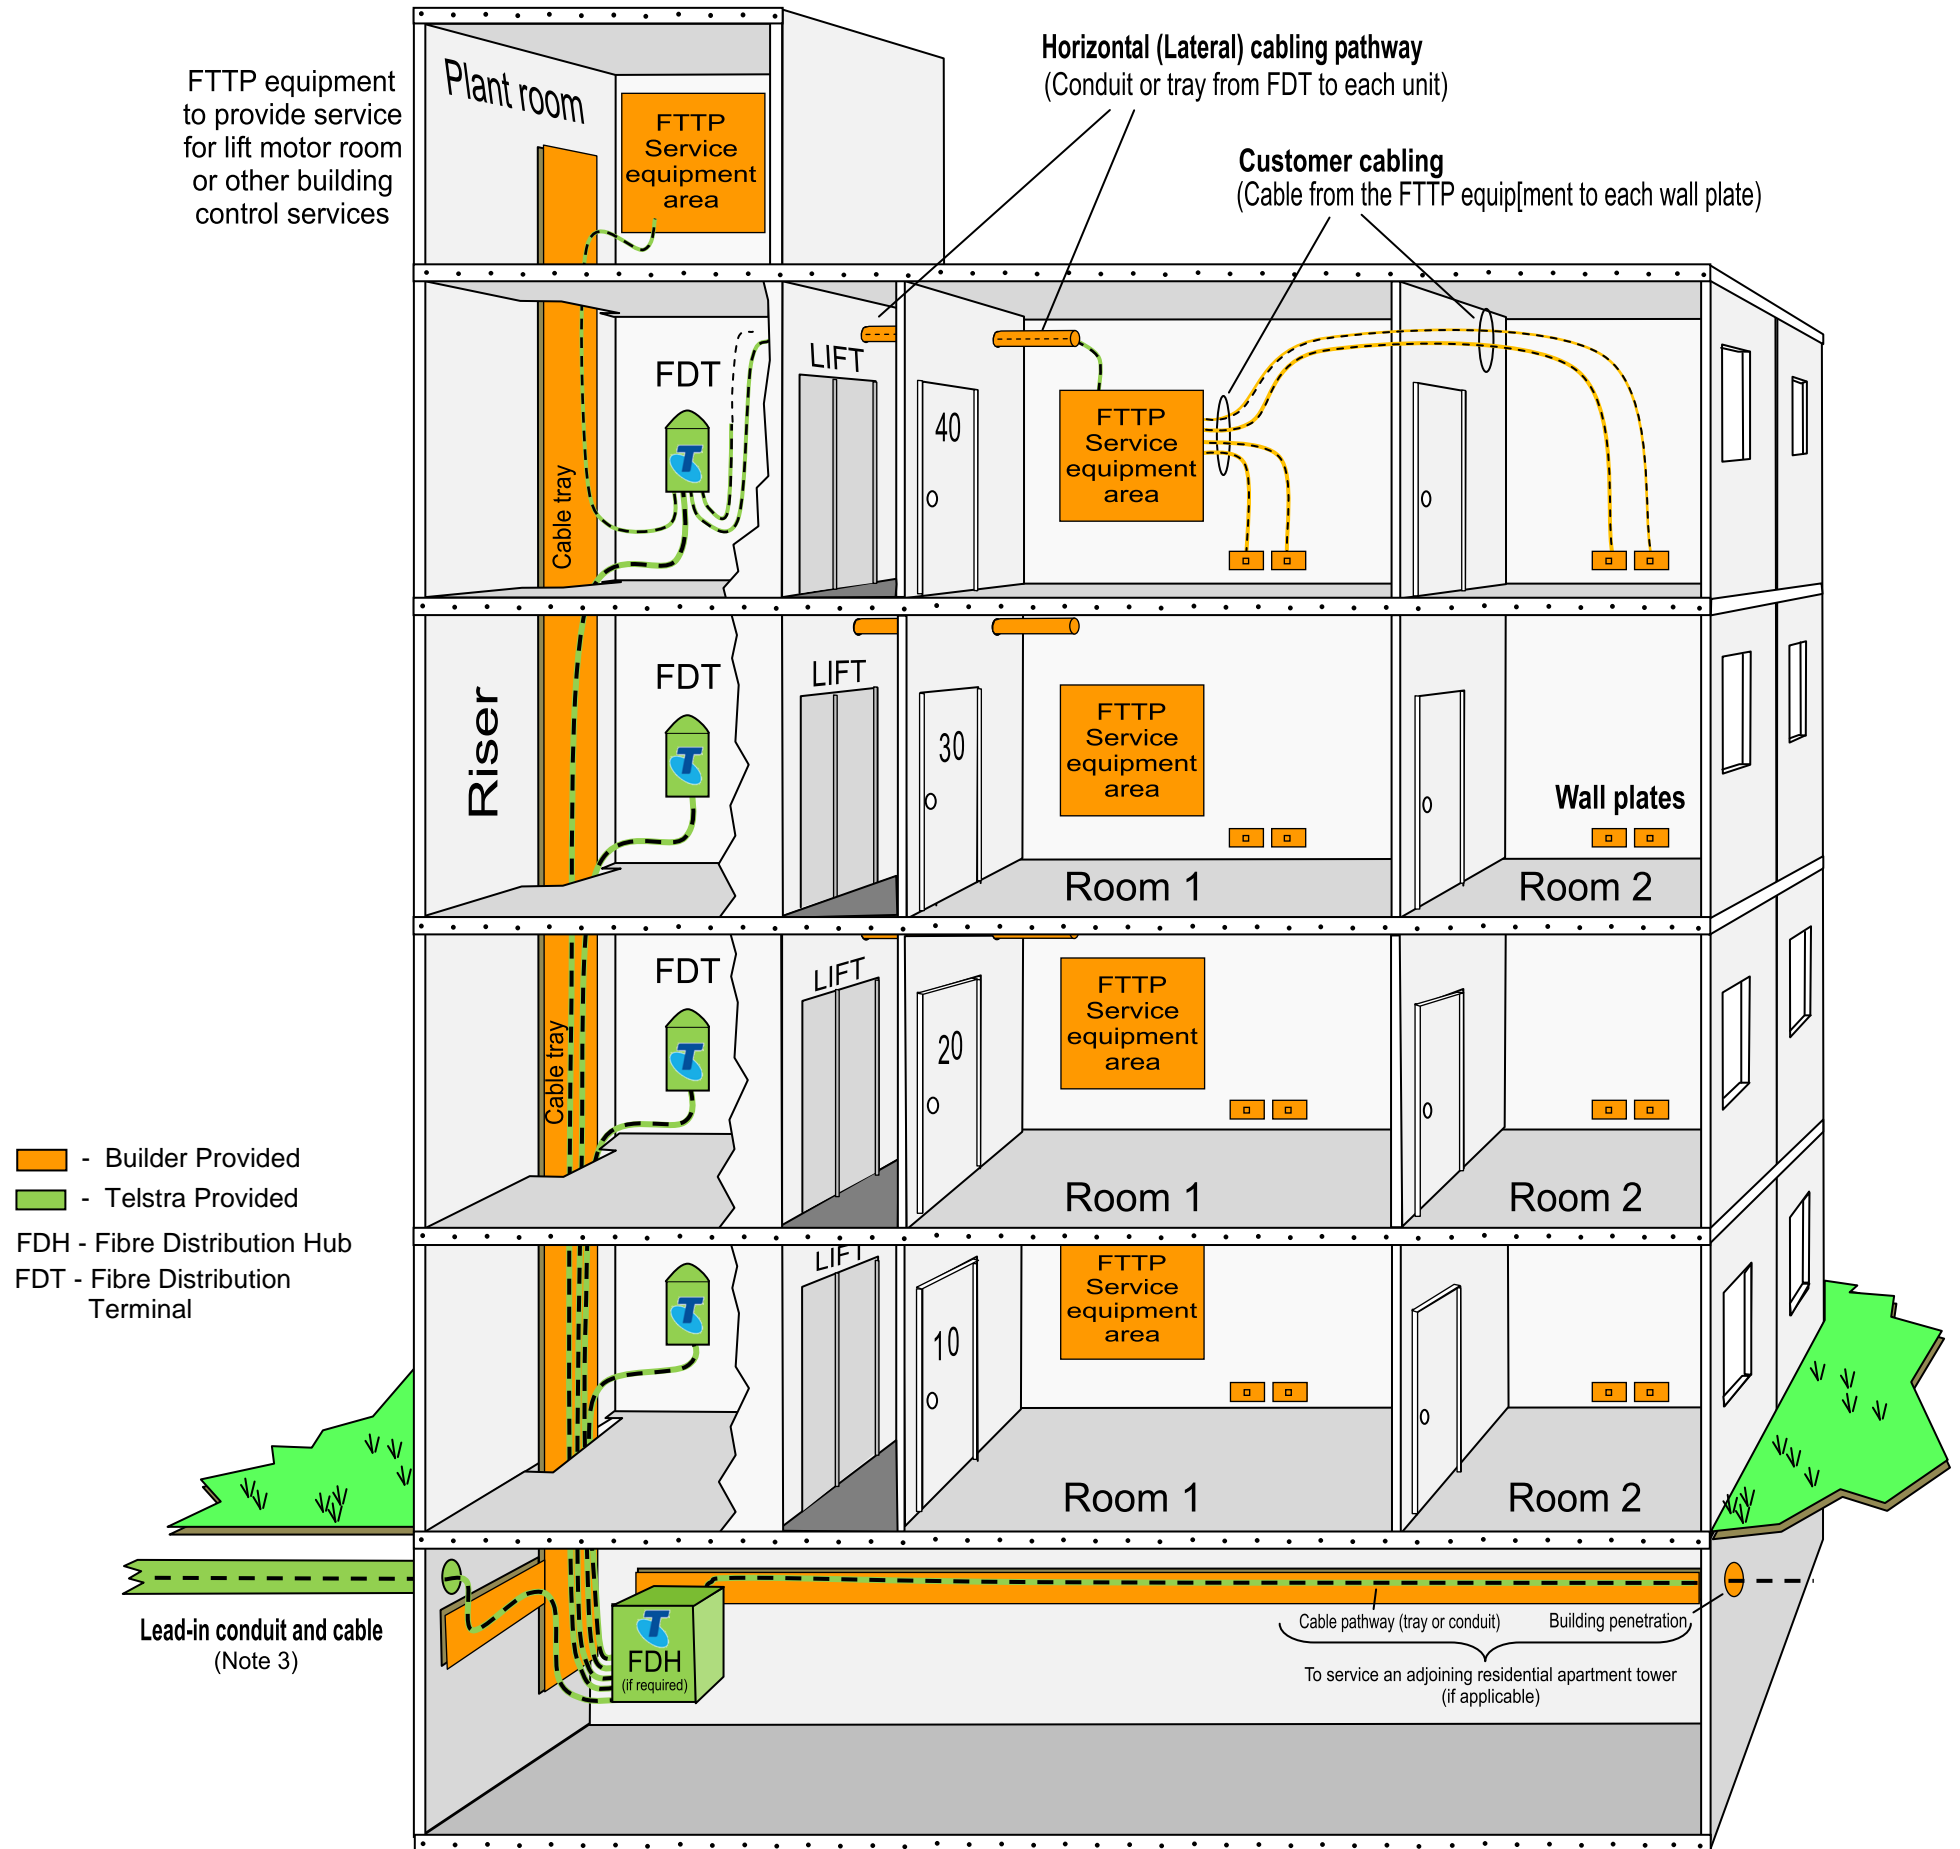 FTTP equipment
to provide service
for lift motor room
or other building
control services
Plant room
FTTP
Service
equipment
area
Horizontal (Lateral) cabling pathway
(Conduit or tray from FDT to each unit)
Customer cabling
(Cable from the FTTP equip[ment to each wall plate)
Cable tray
FDT
T
LIFT
40
FTTP
Service
equipment
area
Riser
FDT
T
LIFT
30
FTTP
Service
equipment
area
Wall plates
Room 1
Room 2
Cable tray
FDT
T
LIFT
20
FTTP
Service
equipment
area
Room 1
Room 2
T
LIFT
10
FTTP
Service
equipment
area
Room 1
Room 2
- Builder Provided
- Telstra Provided
FDH - Fibre Distribution Hub
FDT - Fibre Distribution
Terminal
Lead-in conduit and cable
(Note 3)
T
FDH
(if required)
Cable pathway (tray or conduit)
Building penetration
To service an adjoining residential apartment tower
(if applicable)